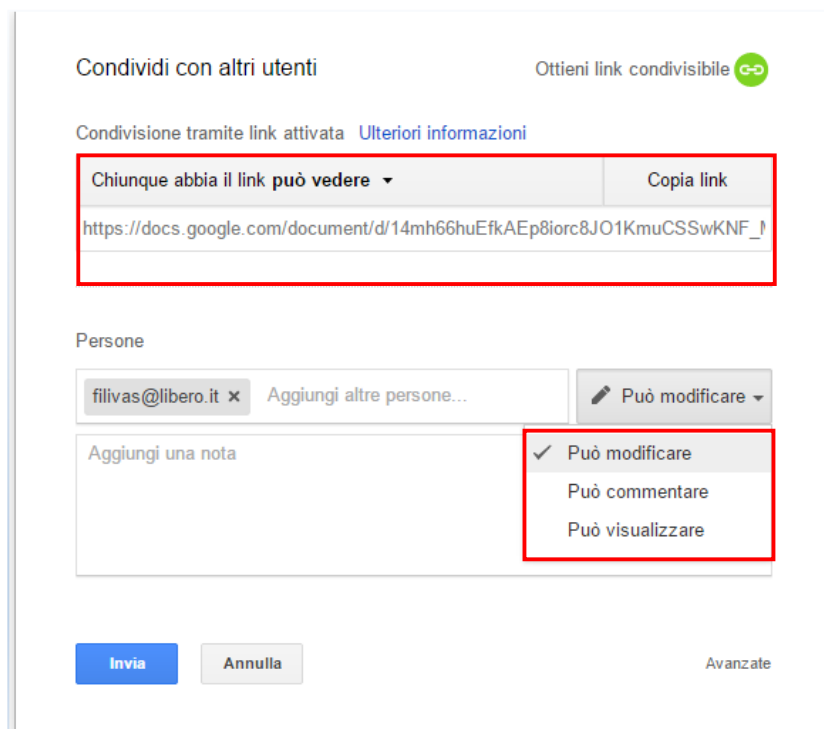 Condividi con altri utenti
Ottieni link condivisibile
Condivisione tramite link attivata Ulteriori informazioni
Chiunque abbia il link può vedere
Copia link
https://docs.google.com/document/d/14mh66huEfkAEp8iorc8JO1KmuCSSwKNF_
Persone
filivas@libero.it × Aggiungi altre persone...
Può modificare
Aggiungi una nota
Può modificare
Può commentare
Può visualizzare
Invia
Annulla
Avanzate